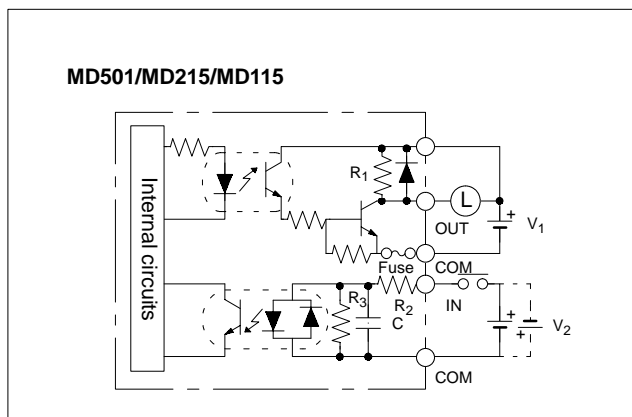 MD501/MD215/MD115
Internal circuits
R1
L
OUT
+
V1
Fuse
COM
R3
R2
C
IN
+
+
V2
COM